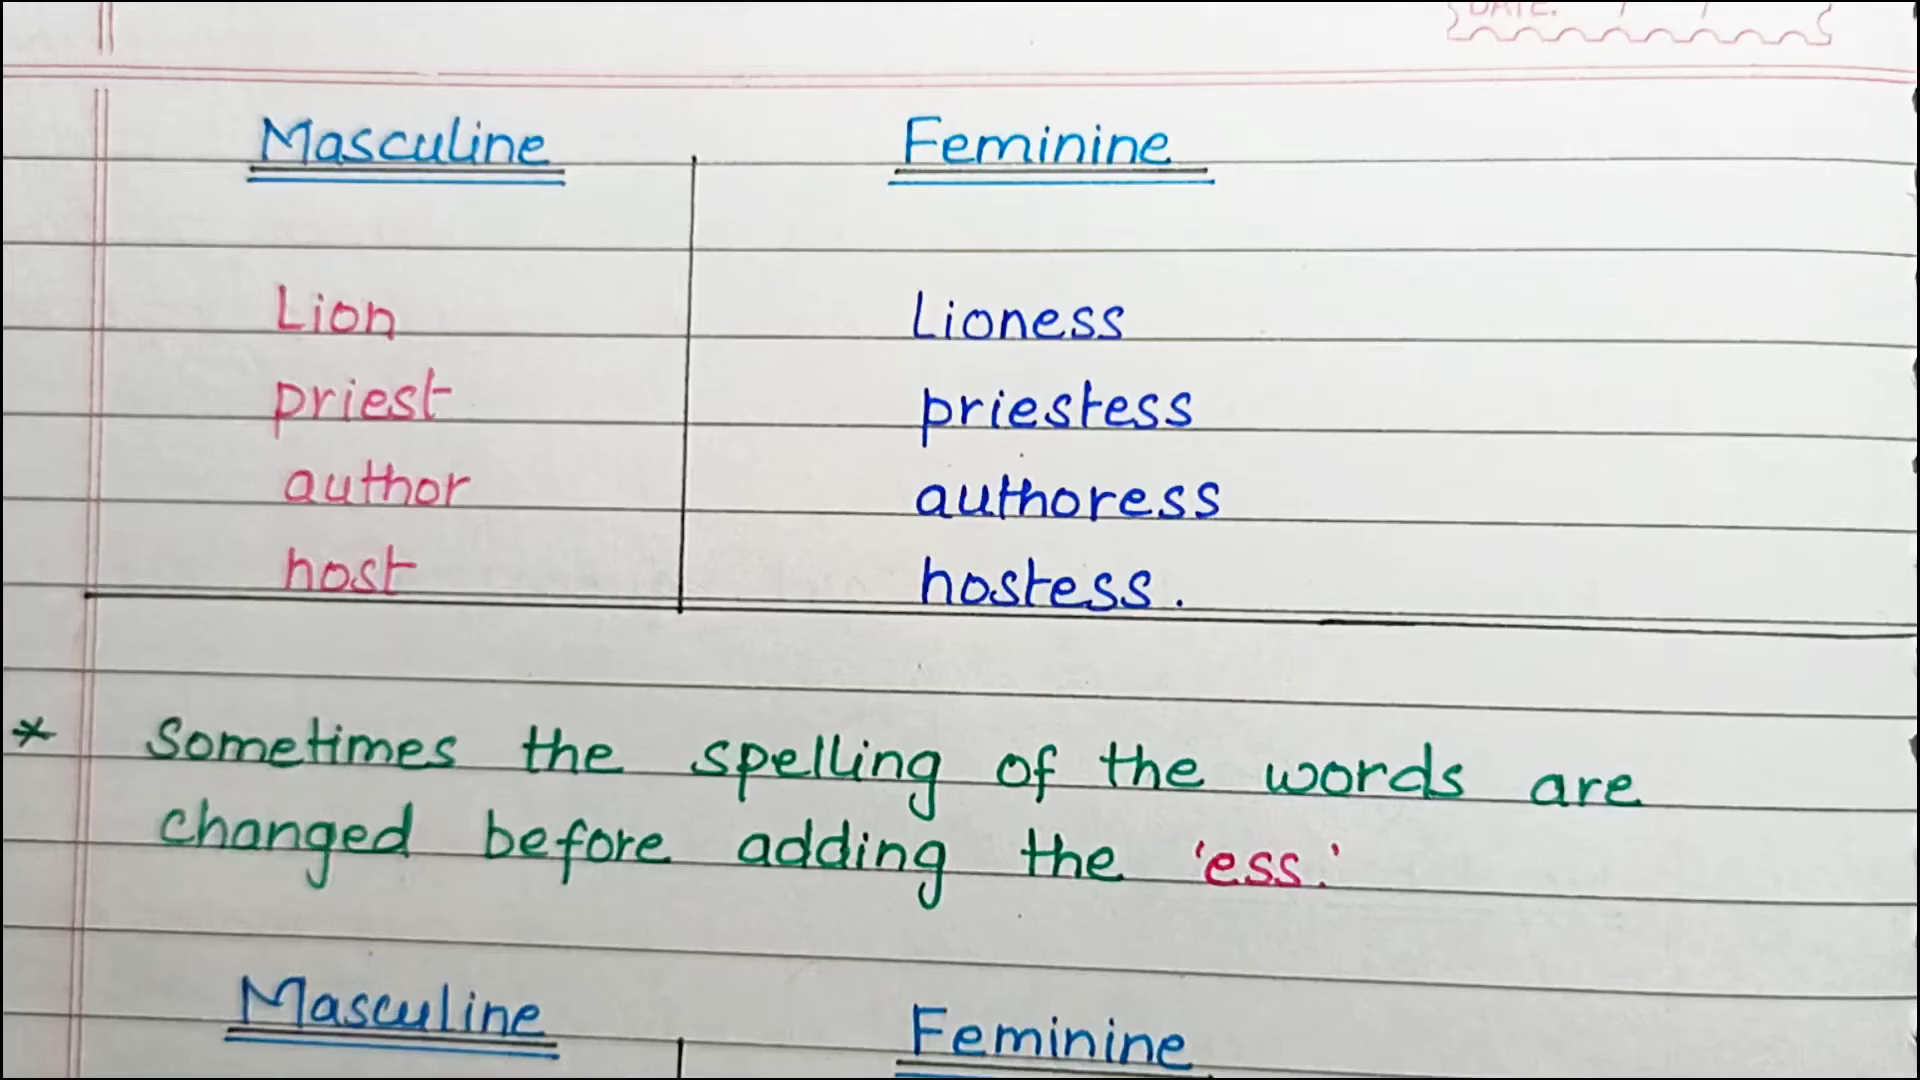 DATE: / /
Masculine Feminine
Lion Lioness
priest priestess
author authoress
host hostess.
* Sometimes the spelling of the words are
changed before adding the 'ess.'
Masculine Feminine